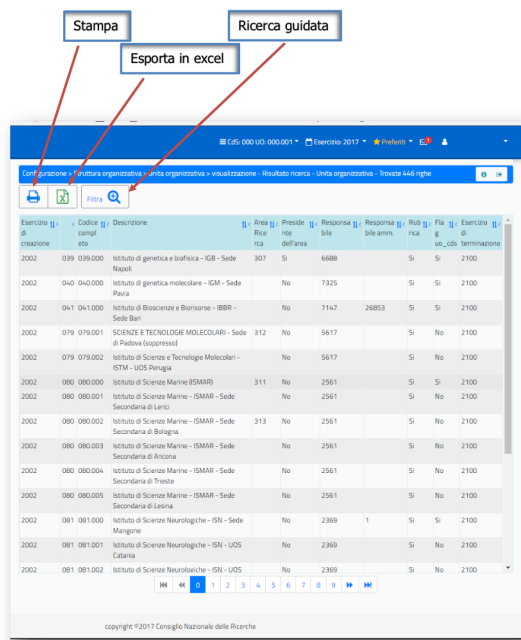 Stampa
Ricerca guidata
Esporta in excel
CdS: 000 UO: 000.001 Esercizio: 2017 Preferiti
Configurazione > Struttura organizzativa > Unita organizzativa > visualizzazione - Risultato ricerca - Unita organizzativa - Trovate 446 righe
Filtra
Esercizio di creazione Codice completo Descrizione Area Ricerca Presidente dell'area Responsabile Responsabile amm. Rubrica Flag uo_cds Esercizio di terminazione
2002 039 039.000 Istituto di genetica e biofisica - IGB - Sede 307 Si 6688 Si Si 2100
Napoli
2002 040 040.000 Istituto di genetica molecolare - IGM - Sede No 7325 Si Si 2100
Pavia
2002 041 041.000 Istituto di Bioscienze e Biorisorse - IBBR - No 7147 26853 Si Si 2100
Sede Bari
2002 079 079.001 SCIENZE E TECNOLOGIE MOLECOLARI - Sede 312 No 5617 Si No 2100
di Padova (soppresso)
2002 079 079.002 Istituto di Scienze e Tecnologie Molecolari - No 5617 Si No 2100
ISTM - UOS Perugia
2002 080 080.000 Istituto di Scienze Marine (ISMAR) 311 No 2561 Si Si 2100
2002 080 080.001 Istituto di Scienze Marine - ISMAR - Sede No 2561 Si No 2100
Secondaria di Lerici
2002 080 080.002 Istituto di Scienze Marine - ISMAR - Sede 313 No 2561 Si No 2100
Secondaria di Bologna
2002 080 080.003 Istituto di Scienze Marine - ISMAR - Sede No 2561 Si No 2100
Secondaria di Ancona
2002 080 080.004 Istituto di Scienze Marine - ISMAR - Sede No 2561 Si No 2100
Secondaria di Trieste
2002 080 080.005 Istituto di Scienze Marine - ISMAR - Sede No 2561 Si No 2100
Secondaria di Lesina
2002 081 081.000 Istituto di Scienze Neurologiche - ISN - Sede No 2369 1 Si Si 2100
Mangone
2002 081 081.001 Istituto di Scienze Neurologiche - ISN - UOS No 2369 Si No 2100
Catania
2002 081 081.002 Istituto di Scienze Neurologiche - ISN - UOS No 2369 Si No 2100
0 1 2 3 4 5 6 7 8 9
copyright ©2017 Consiglio Nazionale delle Ricerche